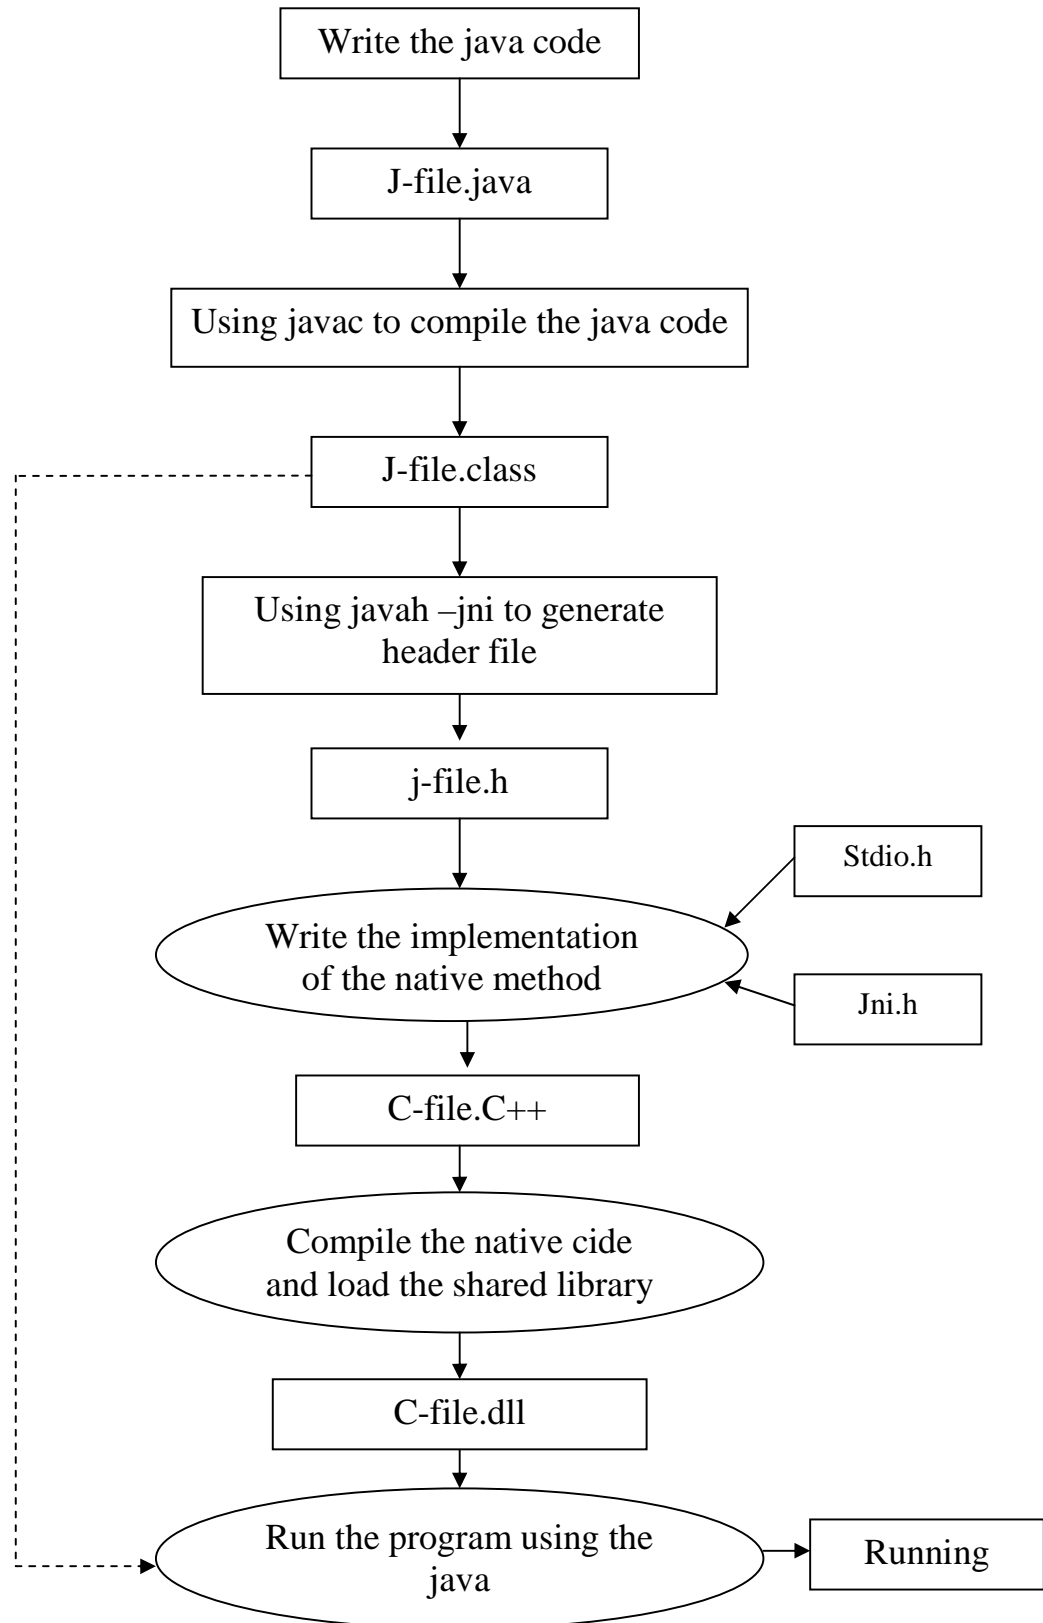 Write the java code
J-file.java
Using javac to compile the java code
J-file.class
Using javah –jni to generate
header file
j-file.h
Stdio.h
Write the implementation
of the native method
Jni.h
C-file.C++
Compile the native cide
and load the shared library
C-file.dll
Run the program using the
java
Running